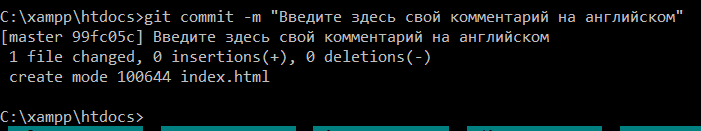 C:\xampp\htdocs>git commit -m "Введите здесь свой комментарий на английском"
[master 99fc05c] Введите здесь свой комментарий на английском
1 file changed, 0 insertions(+), 0 deletions(-)
create mode 100644 index.html
C:\xampp\htdocs>